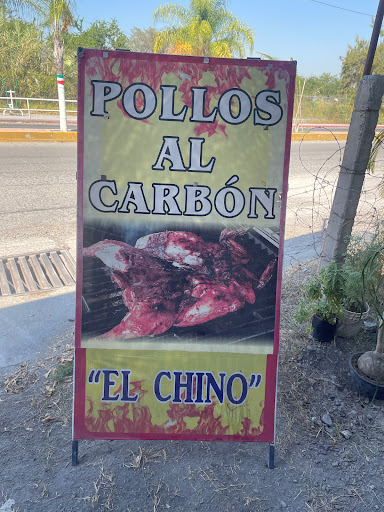 POLLOS
AL
CARBÓN
"EL CHINO"